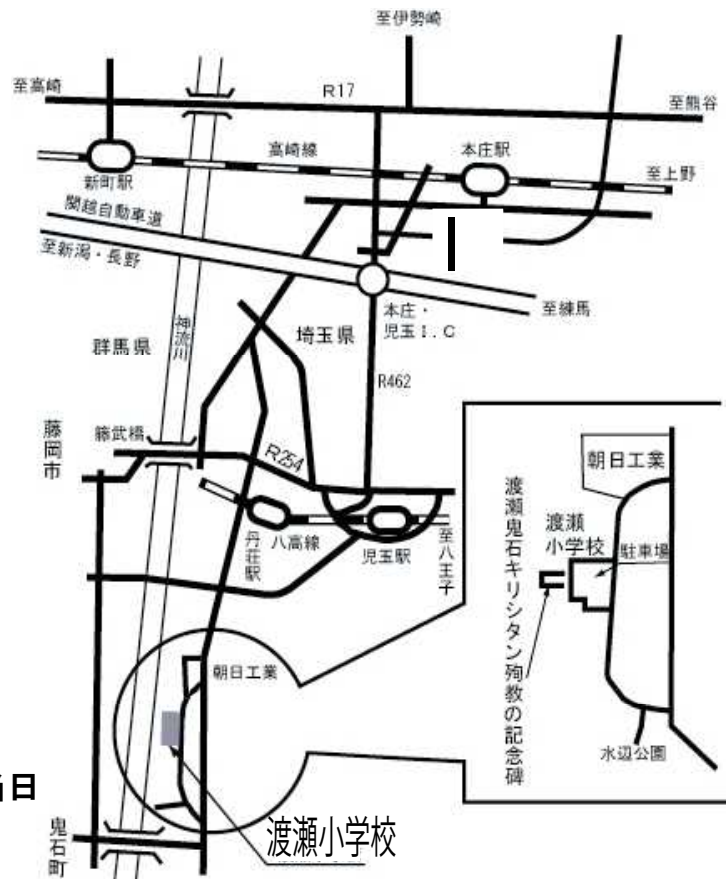 至伊勢崎
至高崎
R17
至熊谷
高崎線
本庄駅
至上野
新町駅
関越自動車道
至新潟・長野
至練馬
本庄・
児玉I.C
神流川
群馬県
埼玉県
R462
藤岡市
籐武橋
R254
丹荘駅
八高線
児玉駅
至八王子
朝日工業
渡瀬
小学校
駐車場
渡瀬鬼石キリシタン殉教の記念碑
水辺公園
朝日工業
当日
鬼石町
渡瀬小学校